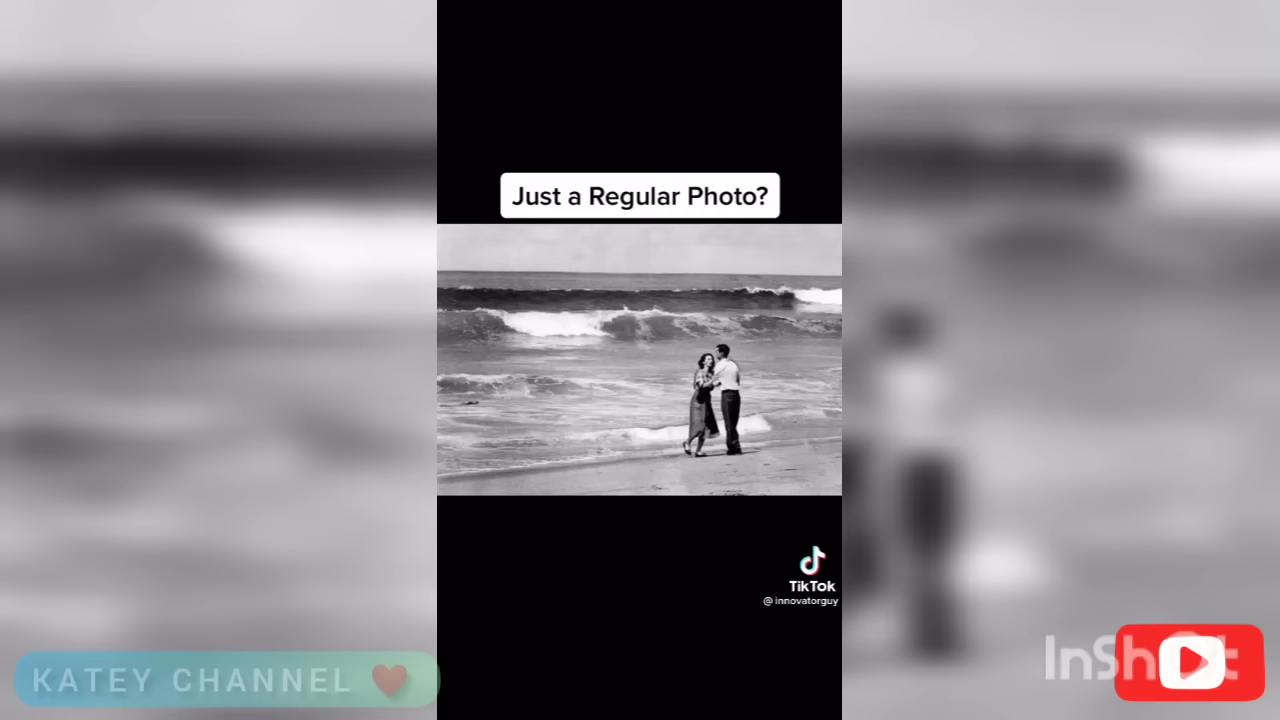 Just a Regular Photo?
TikTok
@innovatorguy
KATEY CHANNEL ❤️
InShot